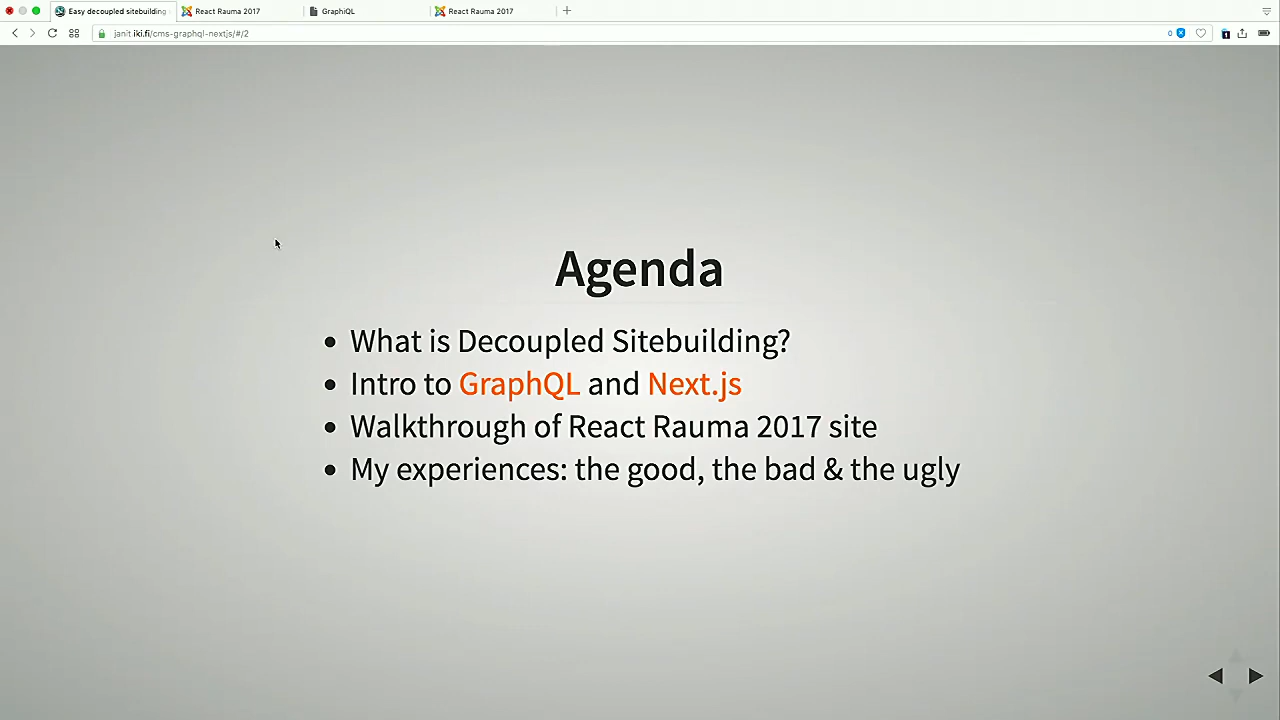 Easy decoupled sitebuilding
React Rauma 2017
GraphiQL
React Rauma 2017
janit.iki.fi/cms-graphql-nextjs/#/2
0
Agenda
What is Decoupled Sitebuilding?
Intro to GraphQL and Next.js
Walkthrough of React Rauma 2017 site
My experiences: the good, the bad & the ugly